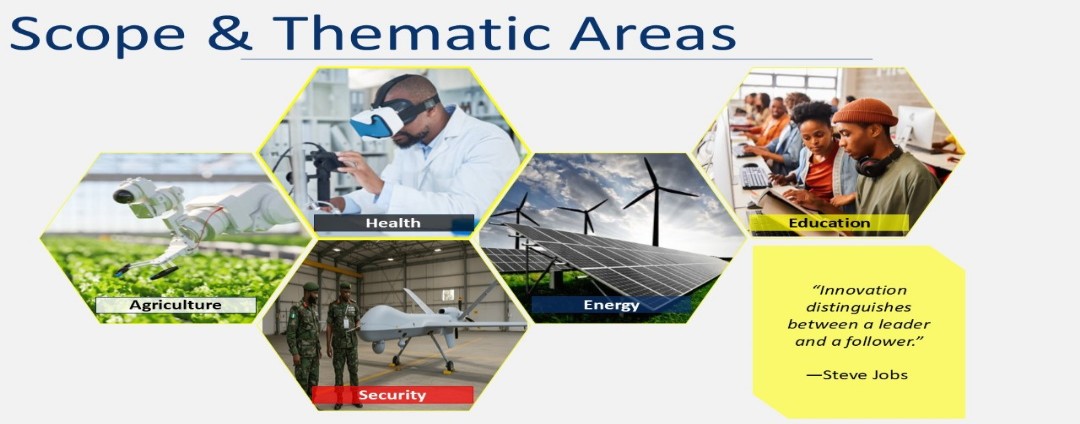 Scope & Thematic Areas
Health
Education
Agriculture
Energy
Security
“Innovation
distinguishes
between a leader
and a follower.”
—Steve Jobs